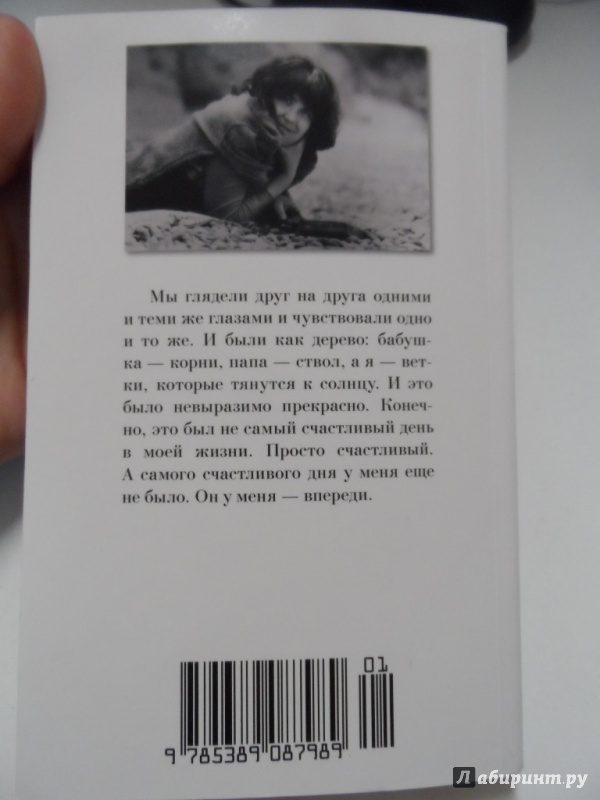 Мы глядели друг на друга одними
и теми же глазами и чувствовали одно
и то же. И были как дерево: бабуш-
ка — корни, папа — ствол, а я — вет-
ки, которые тянутся к солнцу. И это
было невыразимо прекрасно. Конеч-
но, это был не самый счастливый день
в моей жизни. Просто счастливый.
А самого счастливого дня у меня еще
не было. Он у меня — впереди.
01
9 785389 087989
Лабиринт.ру